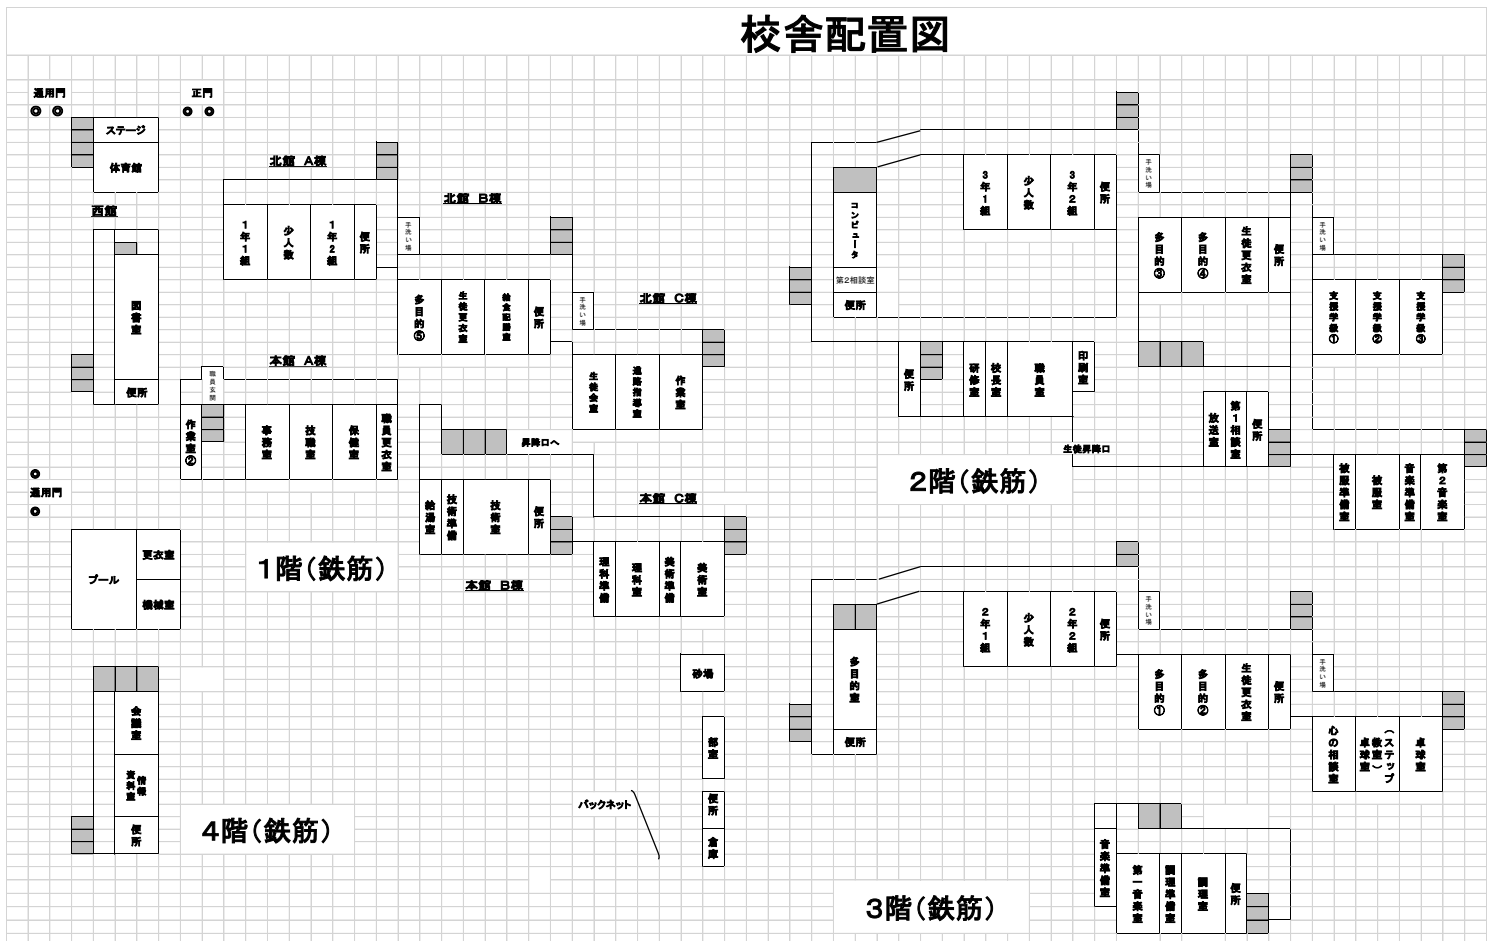 校舎配置図
通用門
正門
ステージ
体育館
西館
図書室
便所
北館 A棟
1年1組
少人数
1年2組
便所
手洗い場
北館 B棟
多目的⑤
生徒更衣室
給食配膳室
便所
手洗い場
北館 C棟
生徒会室
進路指導室
作業室
本館 A棟
職員玄関
作業室②
事務室
技職室
保健室
職員更衣室
昇降口へ
給湯室
技術準備
技術室
便所
本館 B棟
本館 C棟
理科準備
理科室
美術準備
美術室
通用門
プール
更衣室
機械室
1階(鉄筋)
砂場
部室
便所
倉庫
バックネット
会議室
情報資料室
便所
4階(鉄筋)
コンピュータ
第2相談室
便所
3年1組
少人数
3年2組
便所
手洗い場
多目的③
多目的④
生徒更衣室
便所
手洗い場
支援学級①
支援学級②
支援学級③
便所
研修室
校長室
職員室
印刷室
生徒昇降口
放送室
第1相談室
便所
被服準備室
被服室
音楽準備室
第2音楽室
2階(鉄筋)
多目的室
便所
2年1組
少人数
2年2組
便所
手洗い場
多目的①
多目的②
生徒更衣室
便所
手洗い場
心の相談室
(ステップ教室)
卓球室
卓球室
音楽準備室
第一音楽室
調理準備室
調理室
便所
3階(鉄筋)